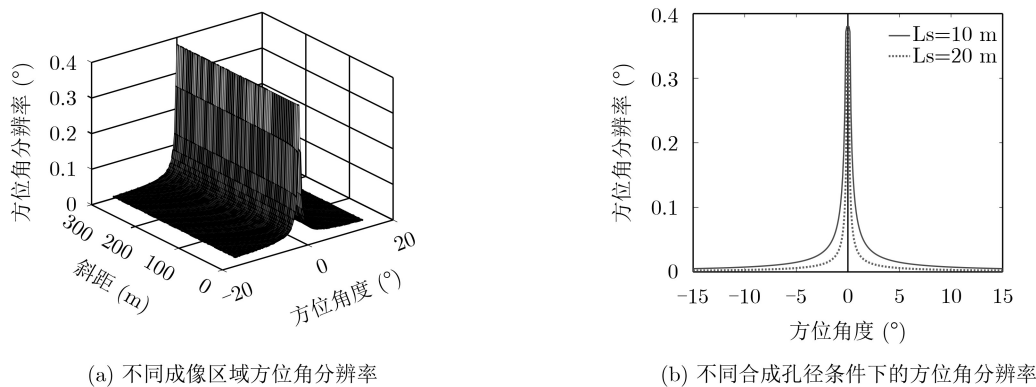 0.4
0.3
0.2
0.1
0
方位角分辨率 (°)
300
200
100
0
斜距 (m)
−20
0
20
方位角度 (°)
(a) 不同成像区域方位角分辨率
0.4
0.3
0.2
0.1
0
方位角分辨率 (°)
Ls=10 m
Ls=20 m
−15 −10 −5 0 5 10 15
方位角度 (°)
(b) 不同合成孔径条件下的方位角分辨率